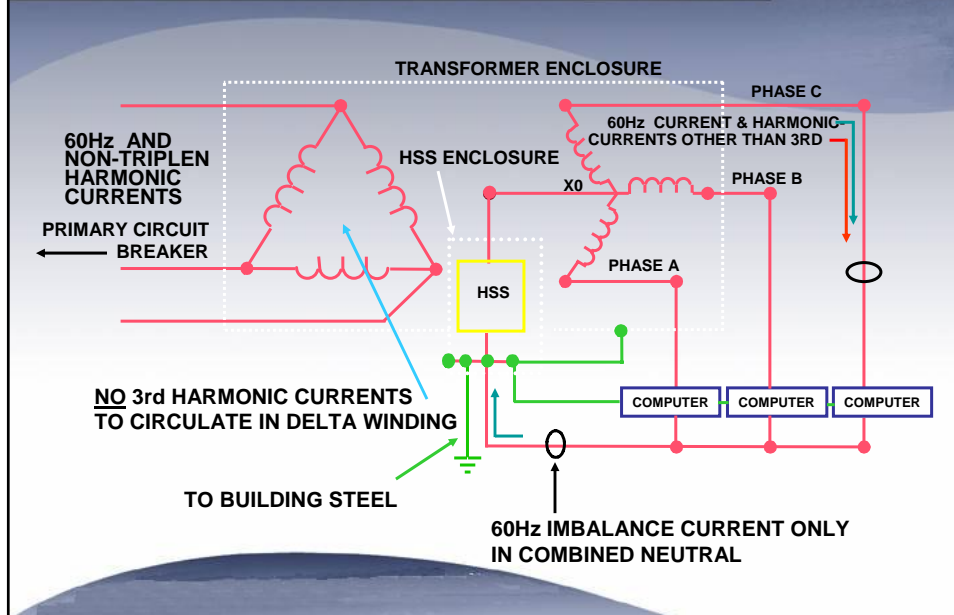 TRANSFORMER ENCLOSURE
PHASE C
60Hz CURRENT & HARMONIC
CURRENTS OTHER THAN 3RD
60Hz AND
NON-TRIPLEN
HARMONIC
CURRENTS
HSS ENCLOSURE
X0
PHASE B
PRIMARY CIRCUIT
BREAKER
PHASE A
HSS
NO 3rd HARMONIC CURRENTS
TO CIRCULATE IN DELTA WINDING
COMPUTER
COMPUTER
COMPUTER
TO BUILDING STEEL
60Hz IMBALANCE CURRENT ONLY
IN COMBINED NEUTRAL